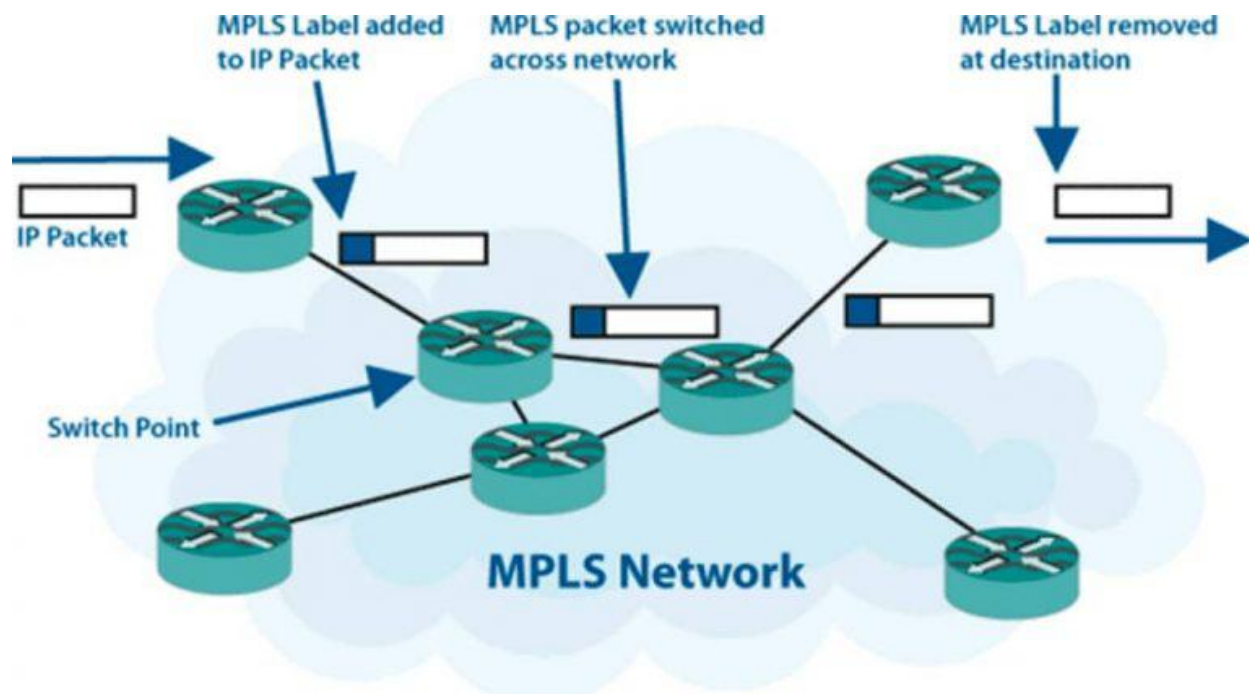 MPLS Label added
to IP Packet
MPLS packet switched
across network
MPLS Label removed
at destination
IP Packet
Switch Point
MPLS Network